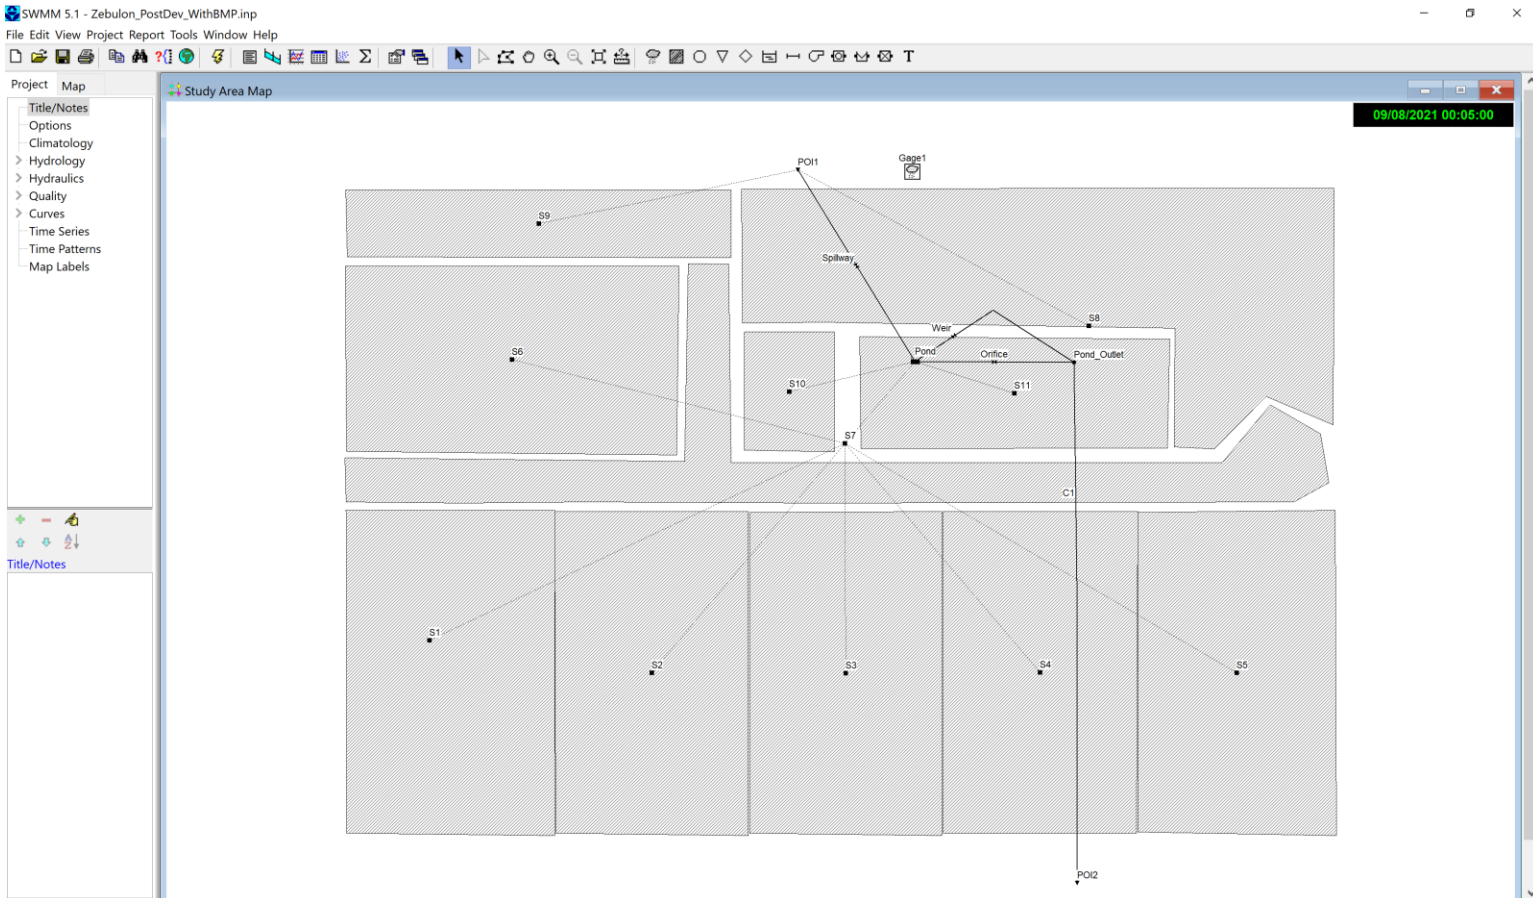 SWMM 5.1 - Zebulon_PostDev_WithBMP.inp
File Edit View Project Report Tools Window Help
Project Map
Title/Notes
Options
Climatology
Hydrology
Hydraulics
Quality
Curves
Time Series
Time Patterns
Map Labels
Title/Notes
Study Area Map
09/08/2021 00:05:00
POI1
Gage1
S9
Spillway
S8
Weir
S6
Pond
Orifice
Pond_Outlet
S10
S11
S7
C1
S1
S2
S3
S4
S5
POI2